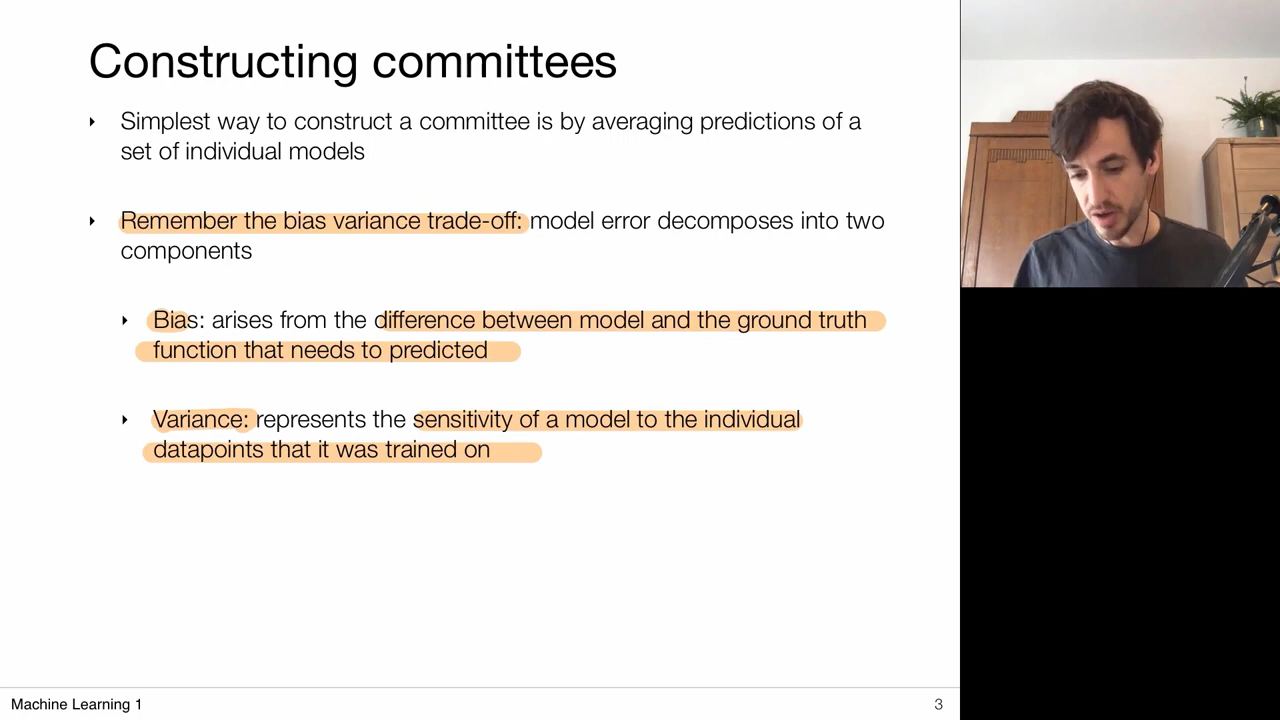 Constructing committees
‣ Simplest way to construct a committee is by averaging predictions of a
set of individual models
‣ Remember the bias variance trade-off: model error decomposes into two
components
‣ Bias: arises from the difference between model and the ground truth
function that needs to predicted
‣ Variance: represents the sensitivity of a model to the individual
datapoints that it was trained on
Machine Learning 1
3